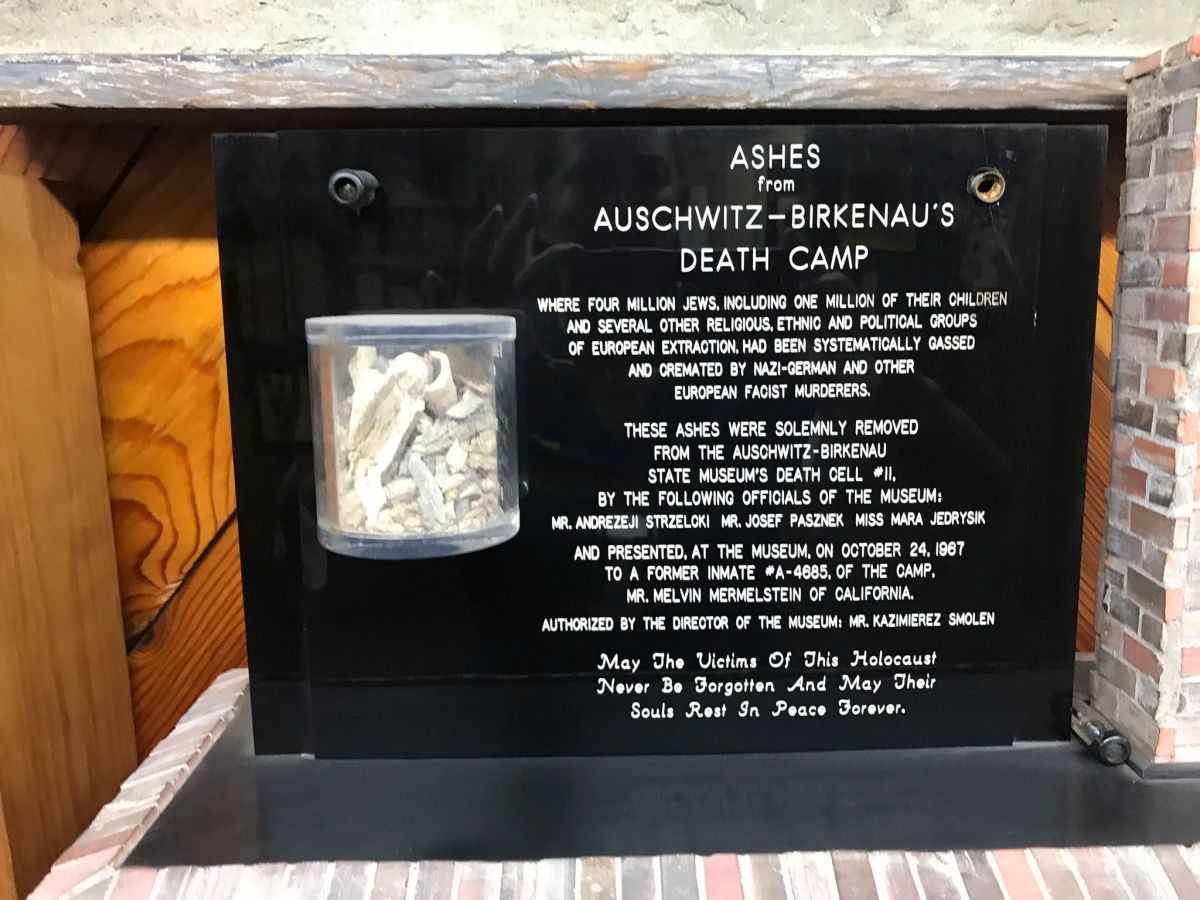 ASHES
from
AUSCHWITZ-BIRKENAU'S
DEATH CAMP
WHERE FOUR MILLION JEWS, INCLUDING ONE MILLION OF THEIR CHILDREN
AND SEVERAL OTHER RELIGIOUS, ETHNIC AND POLITICAL GROUPS
OF EUROPEAN EXTRACTION, HAD BEEN SYSTEMATICALLY GASSED
AND CREMATED BY NAZI-GERMAN AND OTHER
EUROPEAN FACIST MURDERERS.
THESE ASHES WERE SOLEMNLY REMOVED
FROM THE AUSCHWITZ-BIRKENAU
STATE MUSEUM'S DEATH CELL #11,
BY THE FOLLOWING OFFICIALS OF THE MUSEUM:
MR. ANDREZEJI STRZELCKI MR. JOSEF PASZNEK MISS MARA JEDRYSIK
AND PRESENTED, AT THE MUSEUM, ON OCTOBER 24, 1967
TO A FORMER INMATE #A-4685, OF THE CAMP,
MR. MELVIN MERMELSTEIN OF CALIFORNIA.
AUTHORIZED BY THE DIRECTOR OF THE MUSEUM: MR. KAZIMIEREZ SMOLEN
May The Victims Of This Holocaust
Never Be Forgotten And May Their
Souls Rest In Peace Forever.